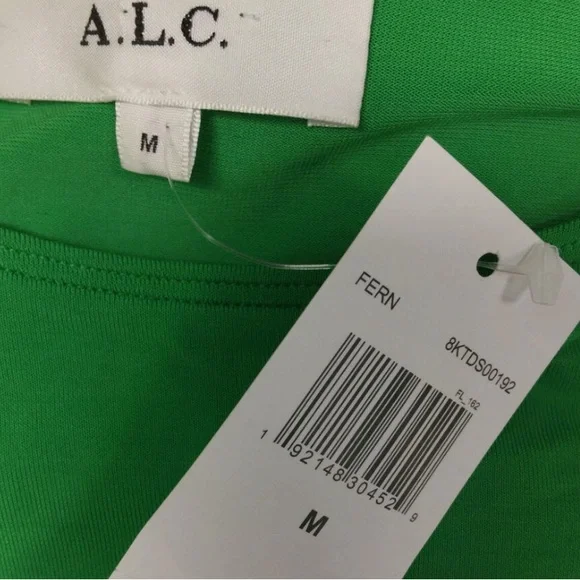 A.L.C.
M
FERN
8KTDS00192
FL_162
1 92148 30452 9
M